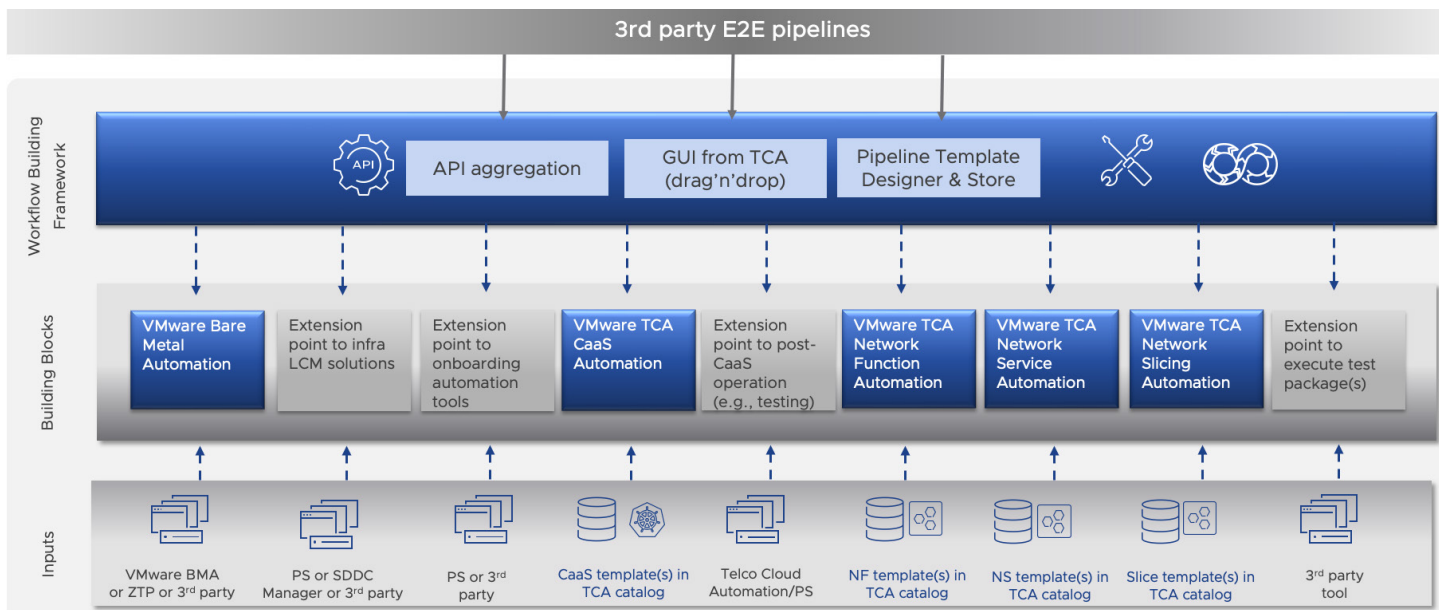 3rd party E2E pipelines
Workflow Building
Framework
API
API aggregation
GUI from TCA
(drag'n'drop)
Pipeline Template
Designer & Store
Building Blocks
VMware Bare
Metal
Automation
Extension
point to infra
LCM solutions
Extension
point to
onboarding
automation
tools
VMware TCA
CaaS
Automation
Extension
point to post-
CaaS
operation
(e.g., testing)
VMware TCA
Network
Function
Automation
VMware TCA
Network
Service
Automation
VMware TCA
Network
Slicing
Automation
Extension
point to
execute test
package(s)
Inputs
VMware BMA
or ZTP or 3rd party
PS or SDDC
Manager or 3rd party
PS or 3rd
party
CaaS template(s) in
TCA catalog
Telco Cloud
Automation/PS
NF template(s) in
TCA catalog
NS template(s) in
TCA catalog
Slice template(s) in
TCA catalog
3rd party
tool